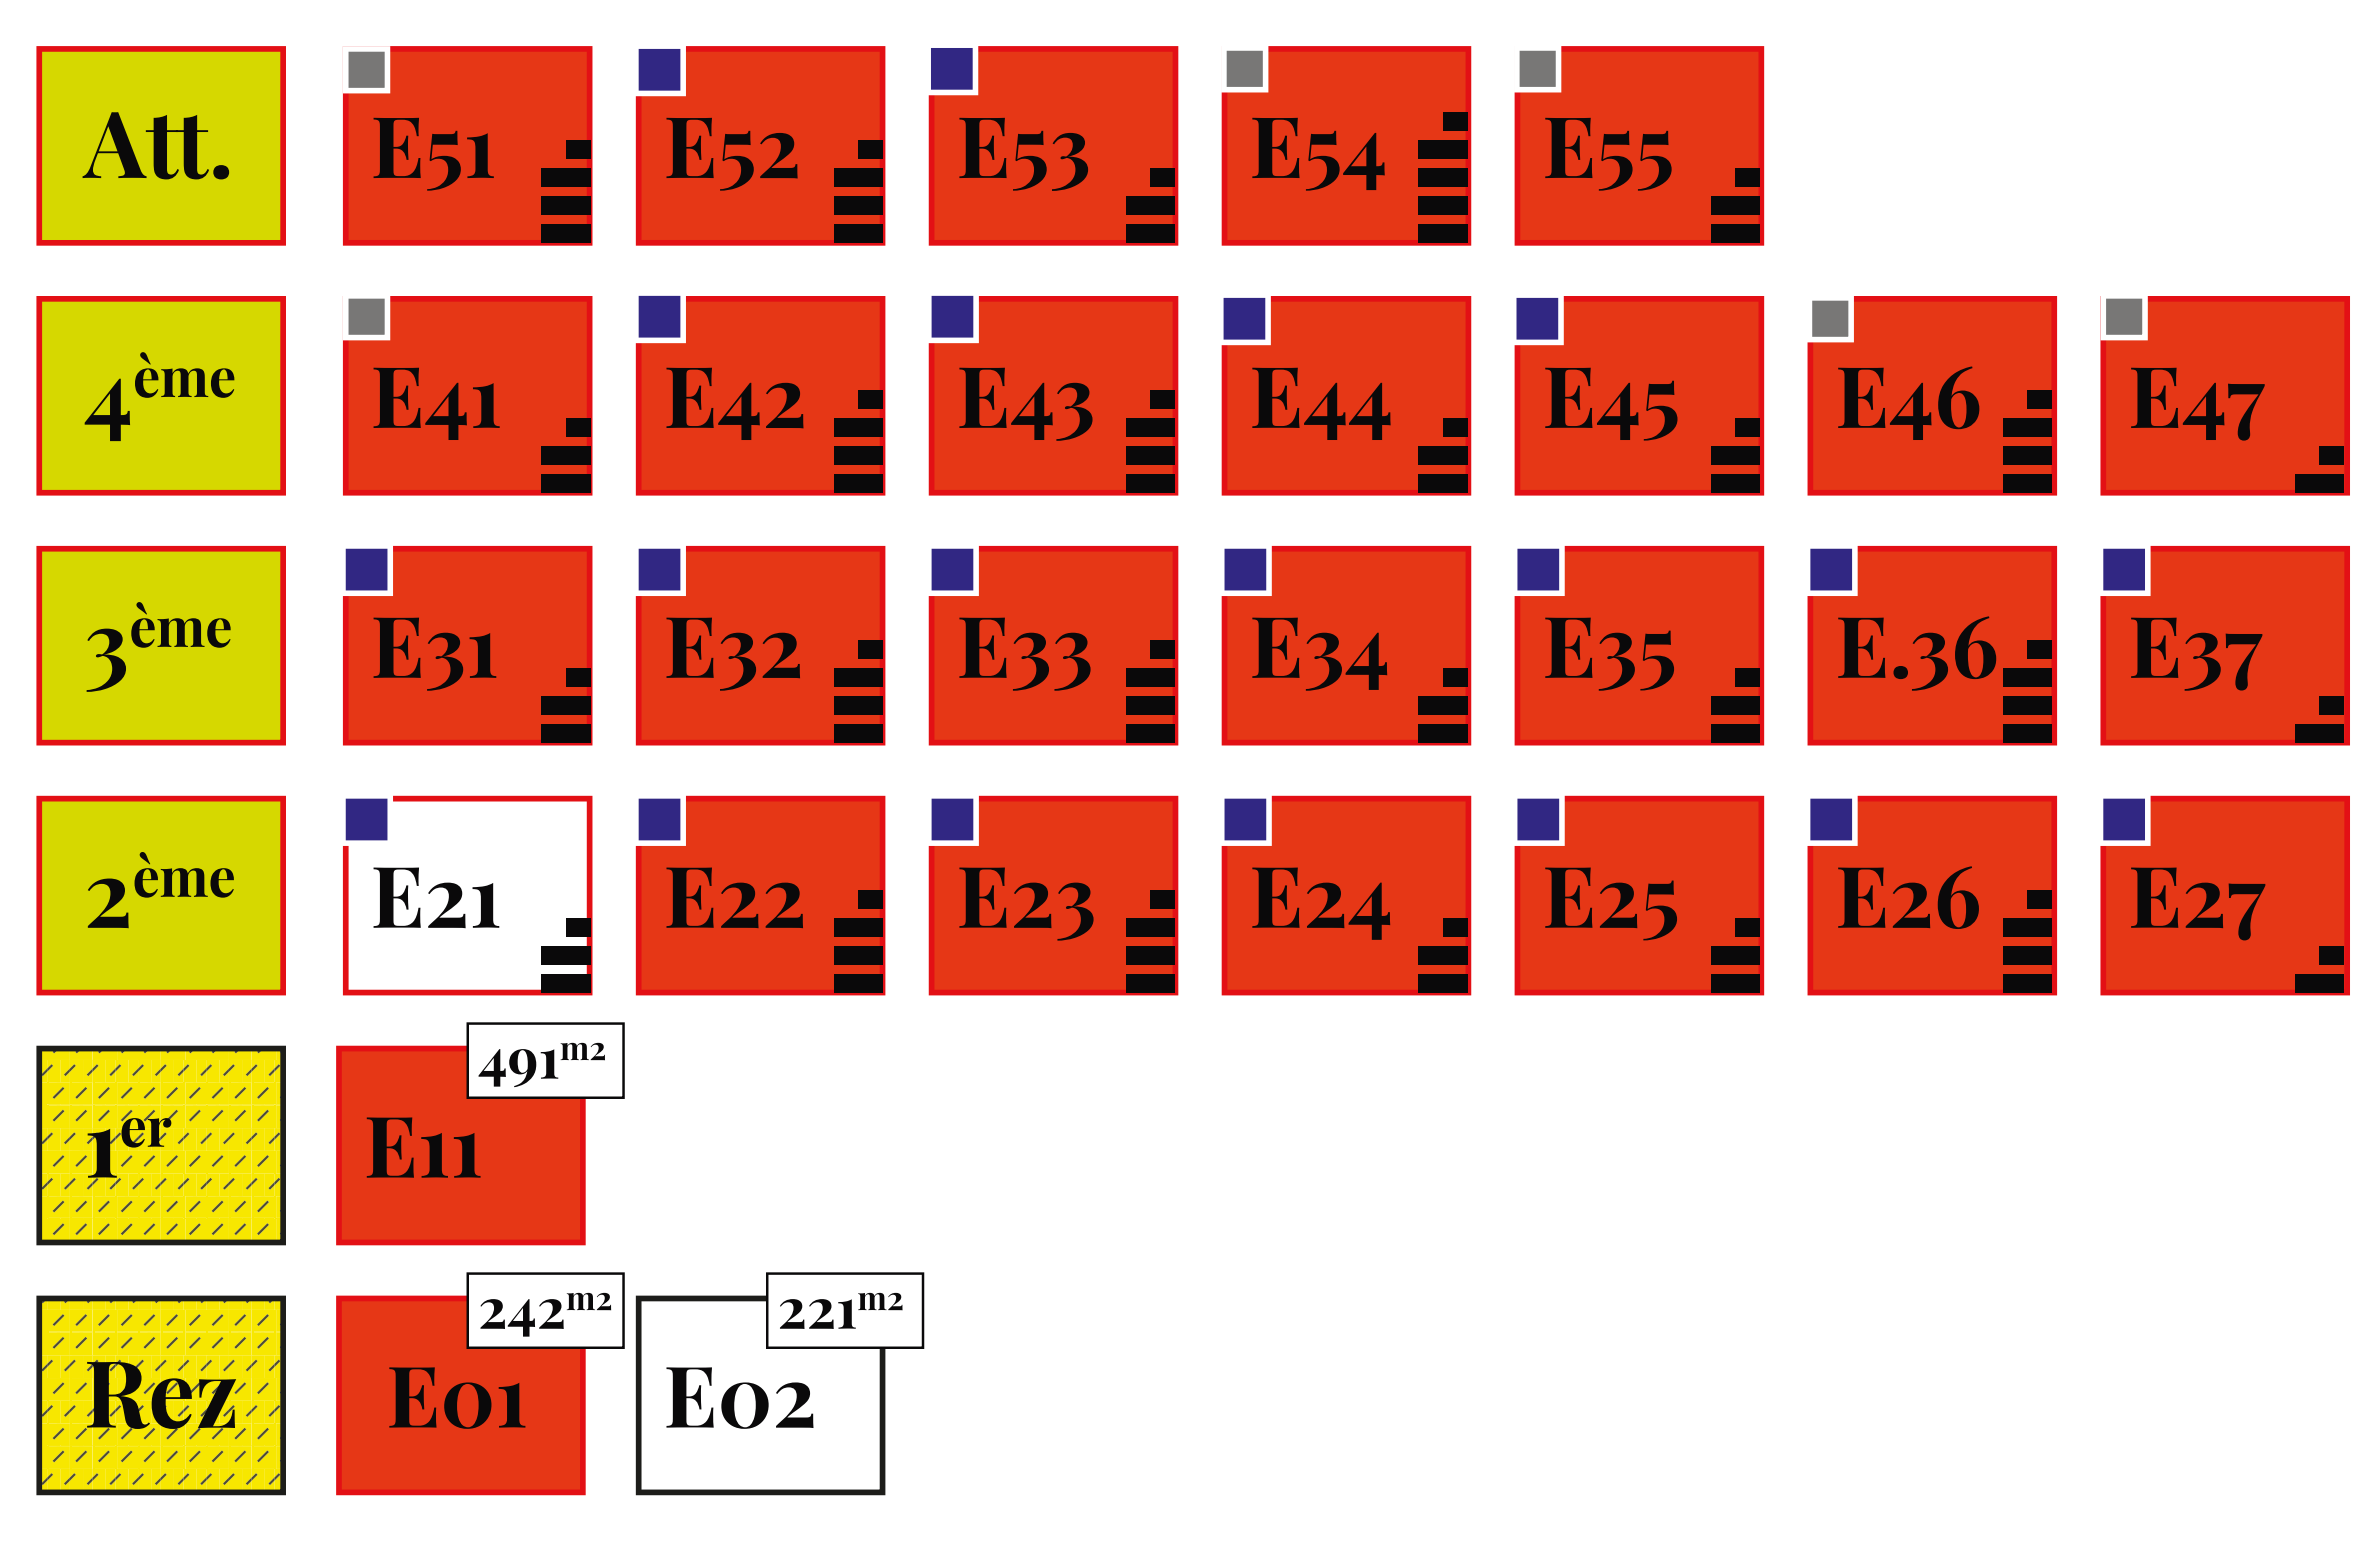 Att. E51 E52 E53 E54 E55
4ème E41 E42 E43 E44 E45 E46 E47
3ème E31 E32 E33 E34 E35 E.36 E37
2ème E21 E22 E23 E24 E25 E26 E27
491m2
1er E11
242m2 221m2
Rez E01 E02